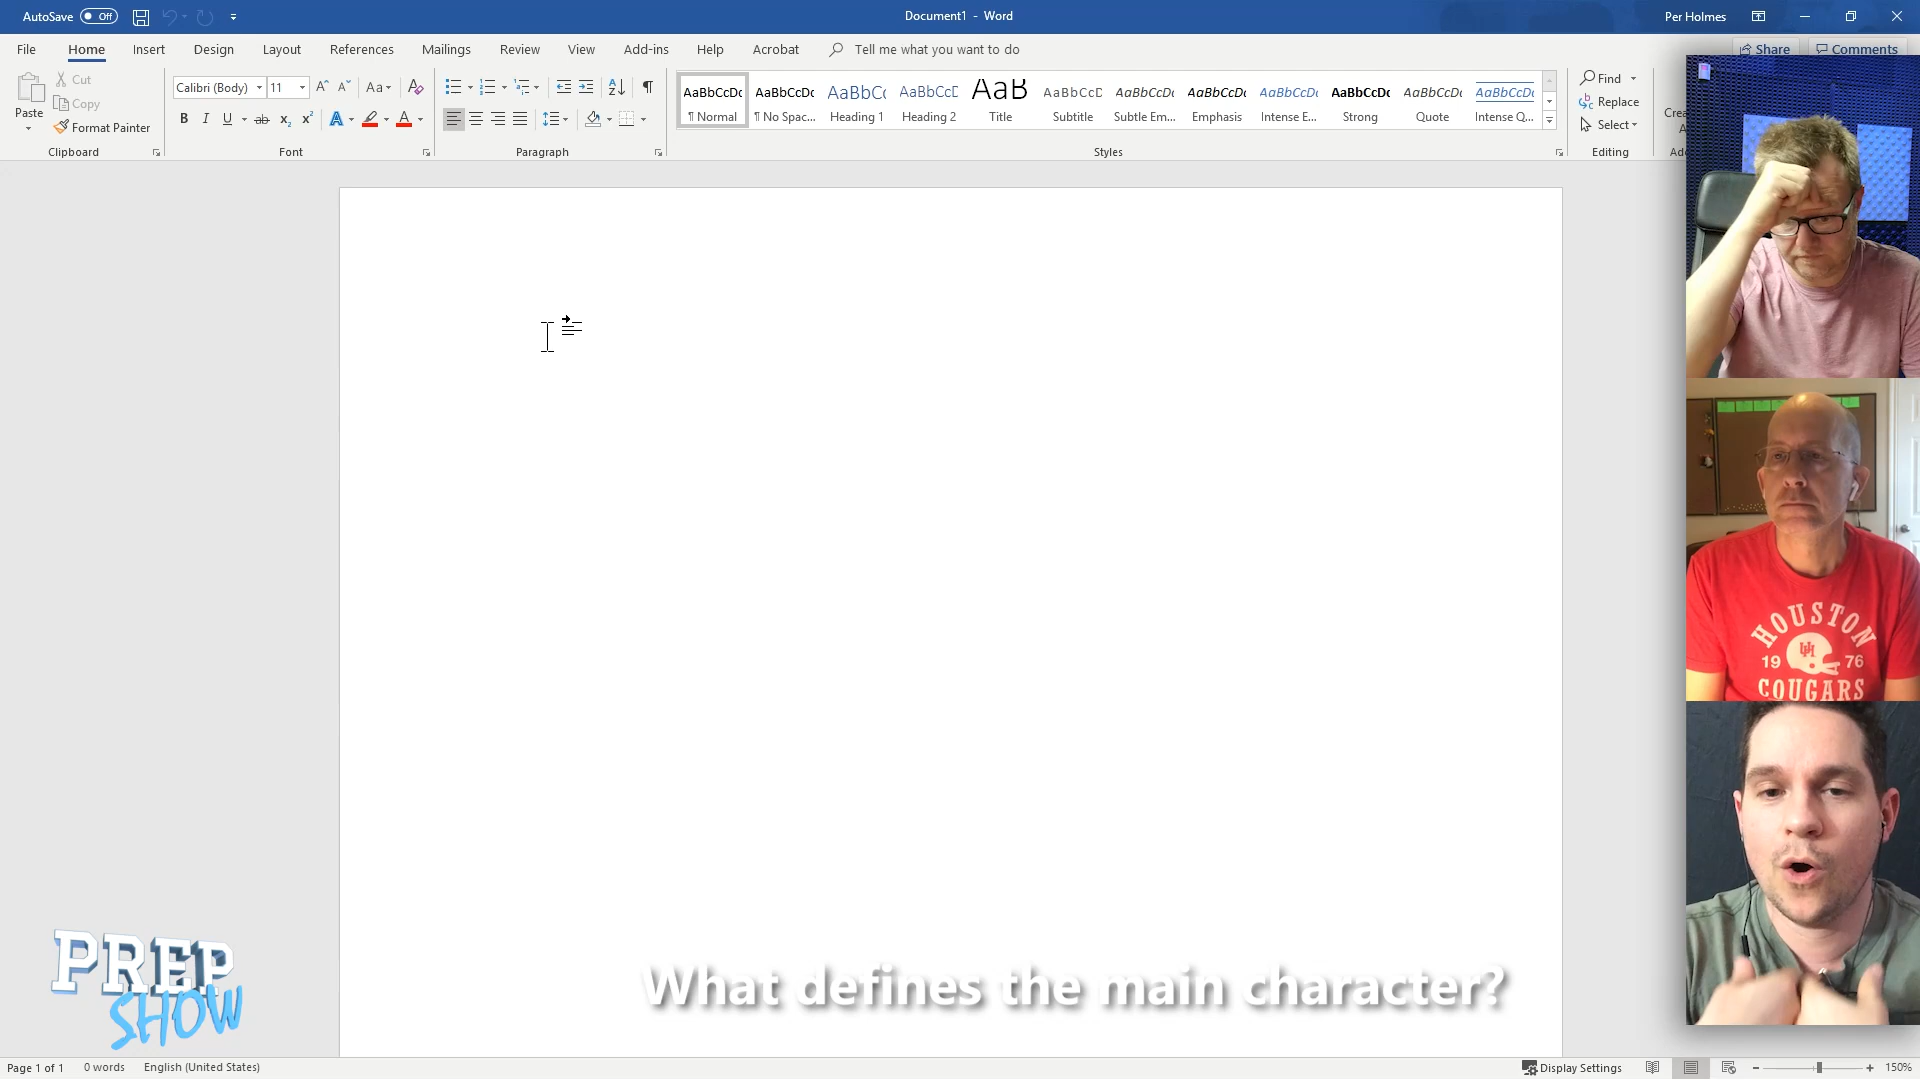 AutoSave Off
Document1 - Word
Per Holmes
File Home Insert Design Layout References Mailings Review View Add-ins Help Acrobat Tell me what you want to do
Share Comments
Paste
Cut
Copy
Format Painter
Clipboard
Calibri (Body) 11
Font
Paragraph
AaBbCcDc AaBbCcDc AaBbCc AaBbCcD AaB AaBbCcD AaBbCcDc AaBbCcDc AaBbCcDc AaBbCcDc AaBbCcDc AaBbCcDc
¶ Normal ¶ No Spac... Heading 1 Heading 2 Title Subtitle Subtle Em... Emphasis Intense E... Strong Quote Intense Q...
Styles
Find
Replace
Select
Editing
HOUSTON
19 UH 76
COUGARS
PREP
SHOW
What defines the main character?
Page 1 of 1 0 words English (United States)
Display Settings 150%